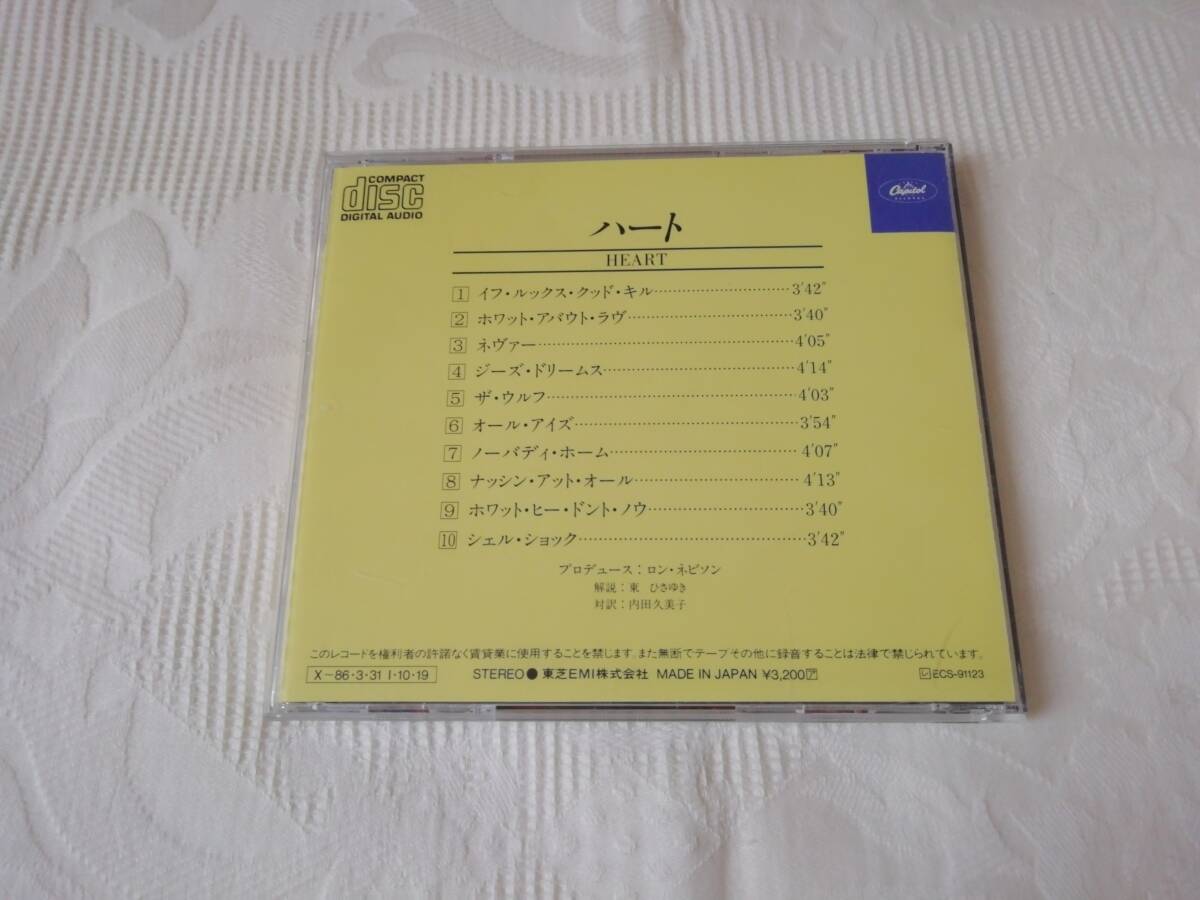 COMPACT
disc
DIGITAL AUDIO
Capitol
RECORDS
ハート
HEART
1 イフ・ルックス・クッド・キル 3'42"
2 ホワット・アバウト・ラヴ 3'40"
3 ネヴァー 4'05"
4 ジーズ・ドリームス 4'14"
5 ザ・ウルフ 4'03"
6 オール・アイズ 3'54"
7 ノーバディ・ホーム 4'07"
8 ナッシン・アット・オール 4'13"
9 ホワット・ヒー・ドント・ノウ 3'40"
10 シェル・ショック 3'42"
プロデュース：ロン・ネビソン
解説：東 ひさゆき
対訳：内田久美子
このレコードを権利者の許諾なく賃貸業に使用することを禁じます。また無断でテープその他に録音することは法律で禁じられています。
X-86・3・31 I・10・19 STEREO● 東芝EMI株式会社 MADE IN JAPAN ¥3,200ア レECS-91123